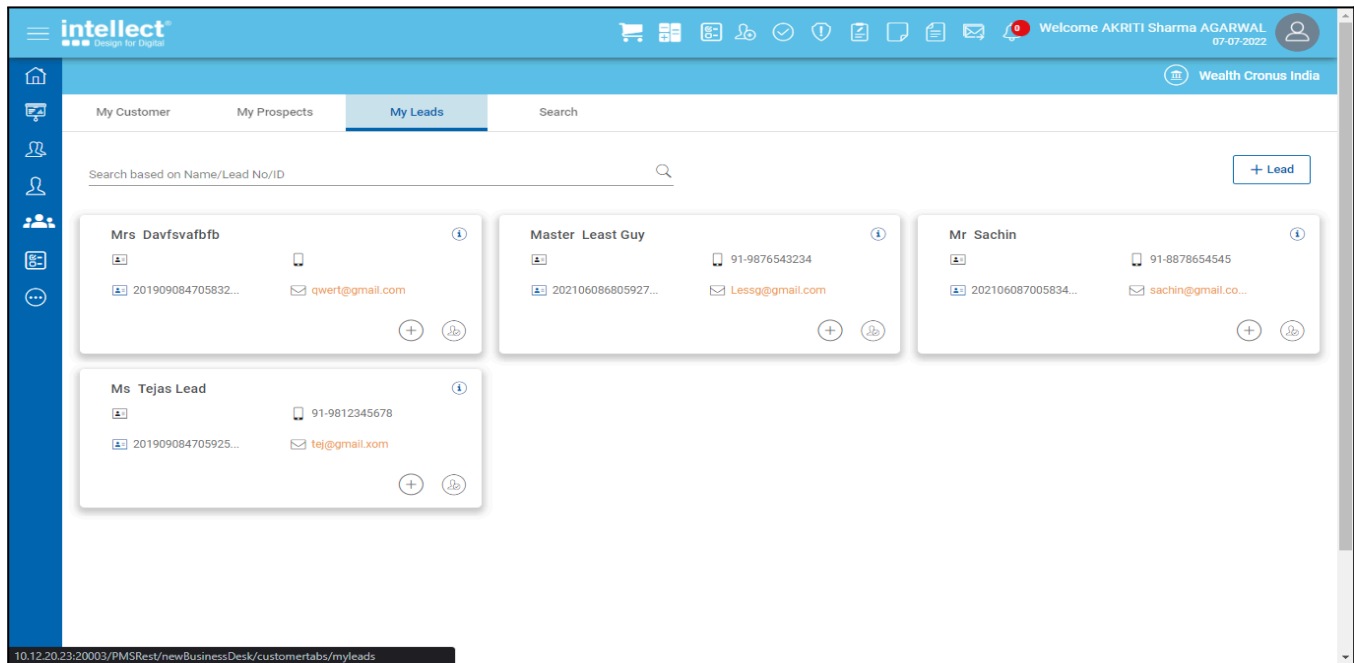 intellect®
Design for Digital
0
Welcome AKRITI Sharma AGARWAL
07-07-2022
Wealth Cronus India
My Customer My Prospects My Leads Search
Search based on Name/Lead No/ID
+ Lead
Mrs Davfsvafbfb
201909084705832... qwert@gmail.com
Master Least Guy
91-9876543234
202106086805927... Lessg@gmail.com
Mr Sachin
91-8878654545
202106087005834... sachin@gmail.co...
Ms Tejas Lead
91-9812345678
201909084705925... tej@gmail.xom
10.12.20.23:20003/PMSRest/newBusinessDesk/customertabs/myleads